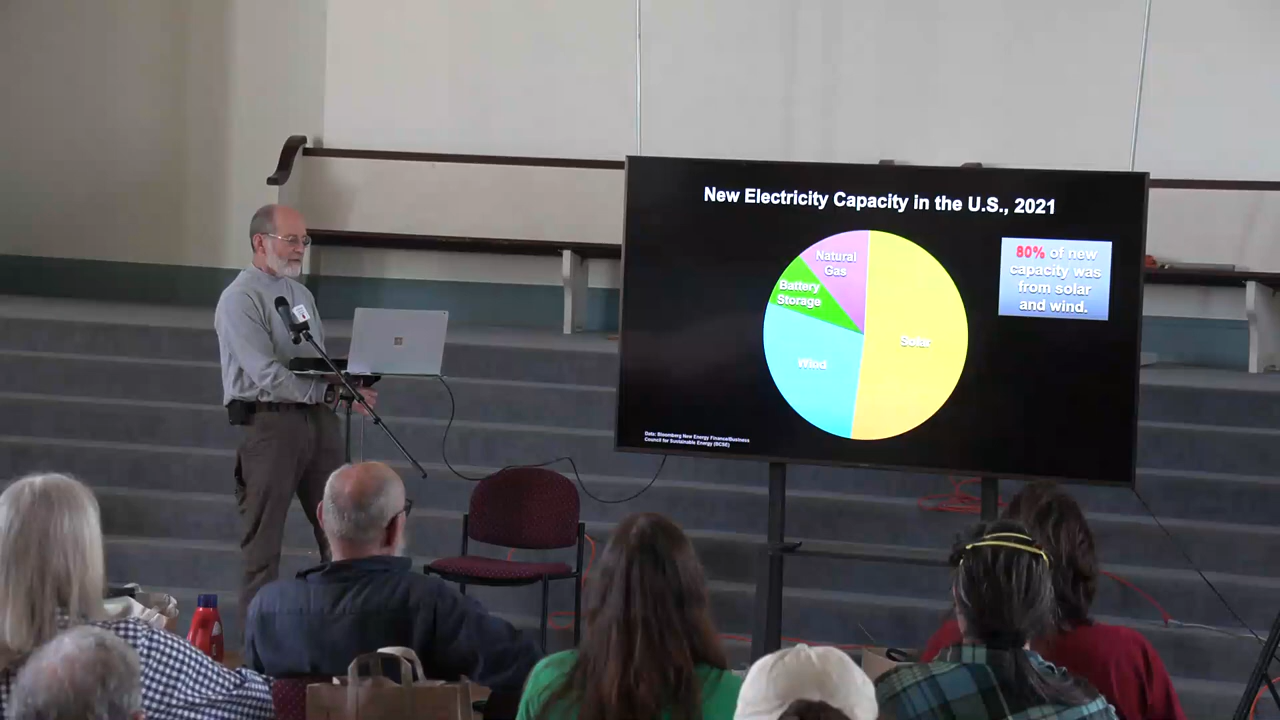 New Electricity Capacity in the U.S., 2021
Natural
Gas
Battery
Storage
Solar
Wind
80% of new
capacity was
from solar
and wind.
Data: Bloomberg New Energy Finance/Business
Council for Sustainable Energy (BCSE)